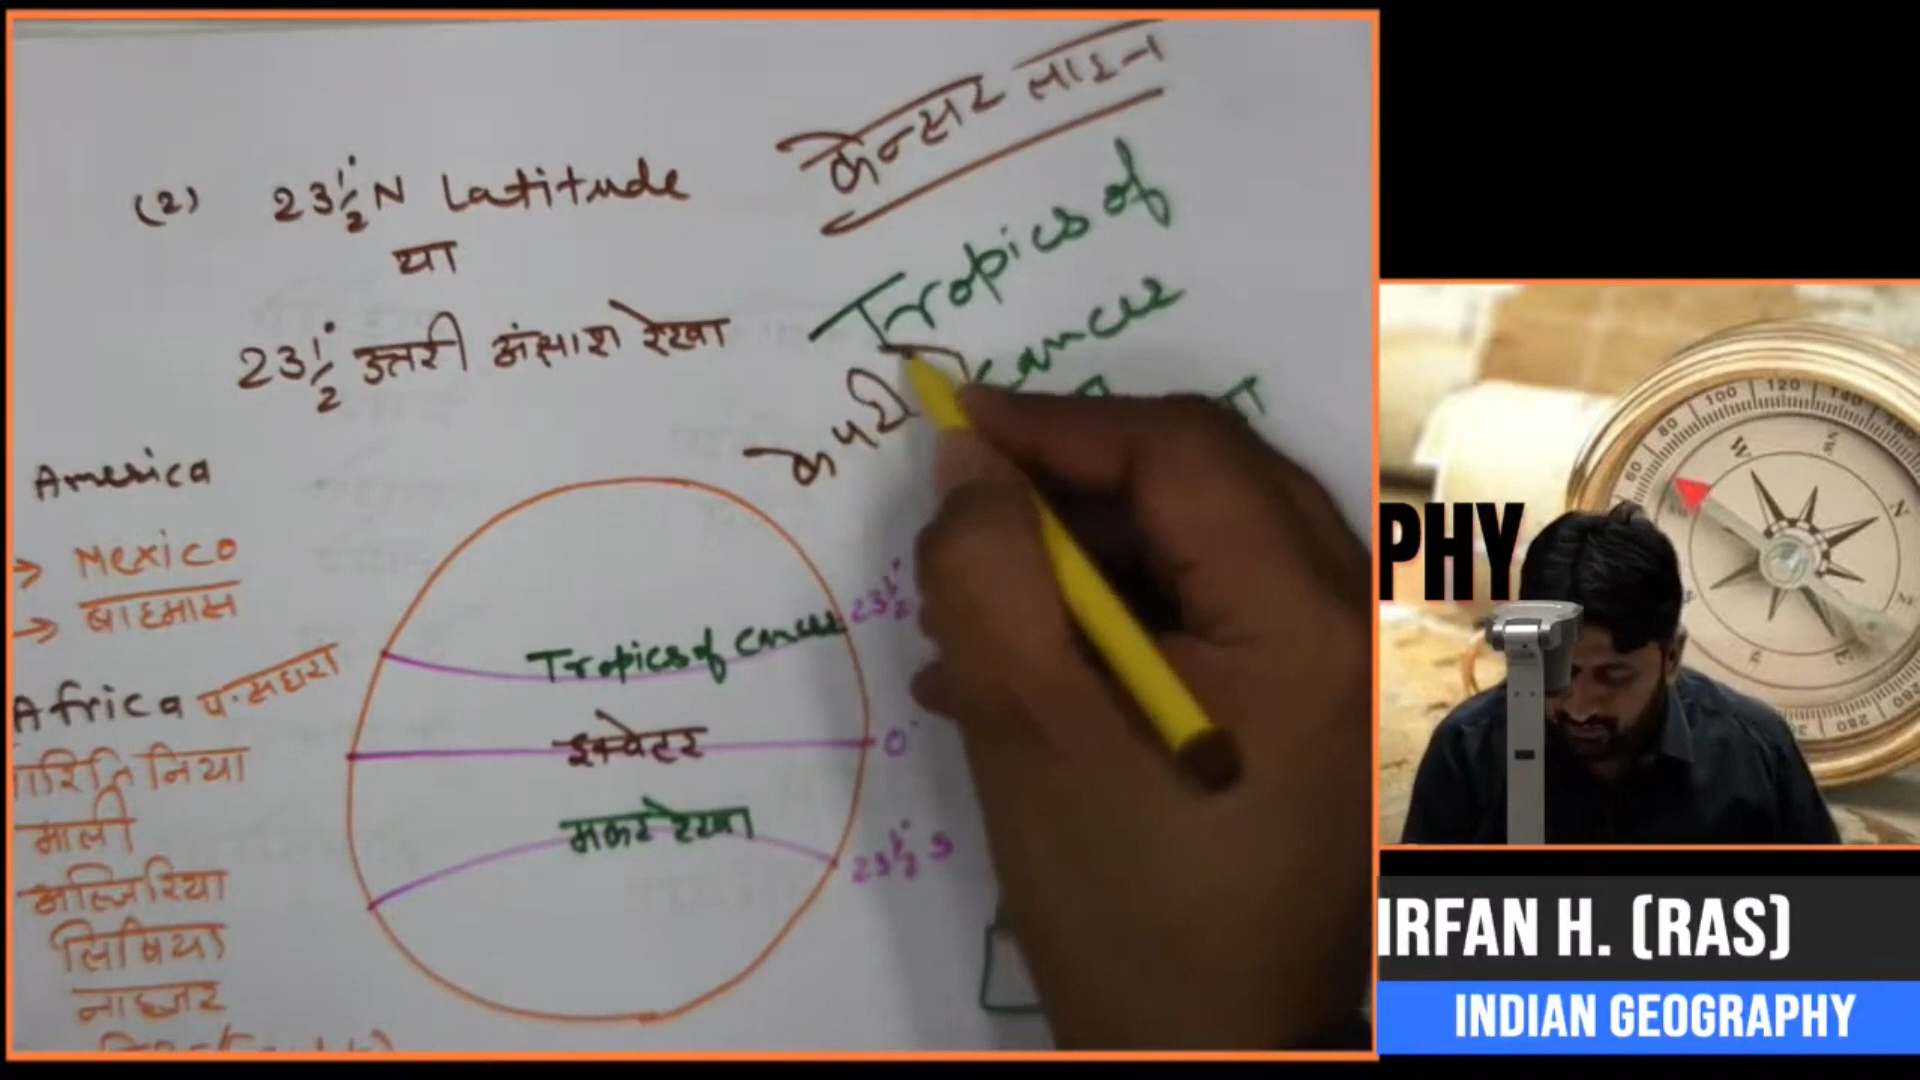 केन्सर लाइन
(2) 23½° N Latitude
या
23½° उत्तरी अंक्षाश रेखा
Tropics of
cancer
America
→ Mexico
→ बाहमास
Africa प. सहारा
मारितिनिया
माली
अल्जिरिया
लिबिया
नाइजर
23½°
Tropics of cancer
इक्वेटर
0°
मकर रेखा
23½° S
PHY
IRFAN H. (RAS)
INDIAN GEOGRAPHY